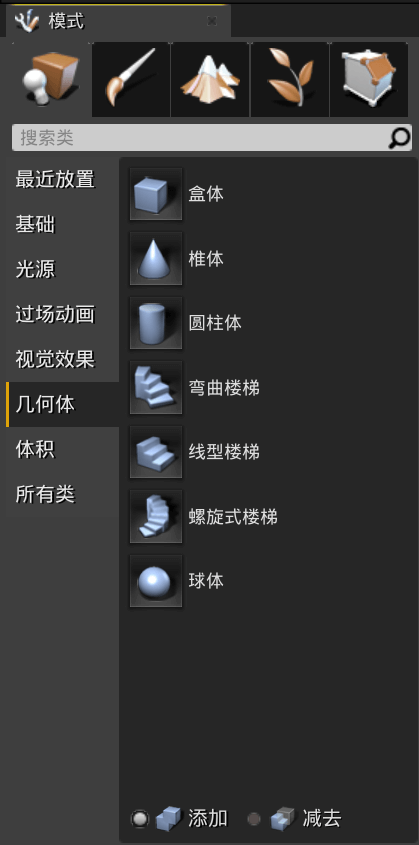 模式
搜索类
最近放置
基础
光源
过场动画
视觉效果
几何体
体积
所有类
盒体
椎体
圆柱体
弯曲楼梯
线型楼梯
螺旋式楼梯
球体
添加 减去